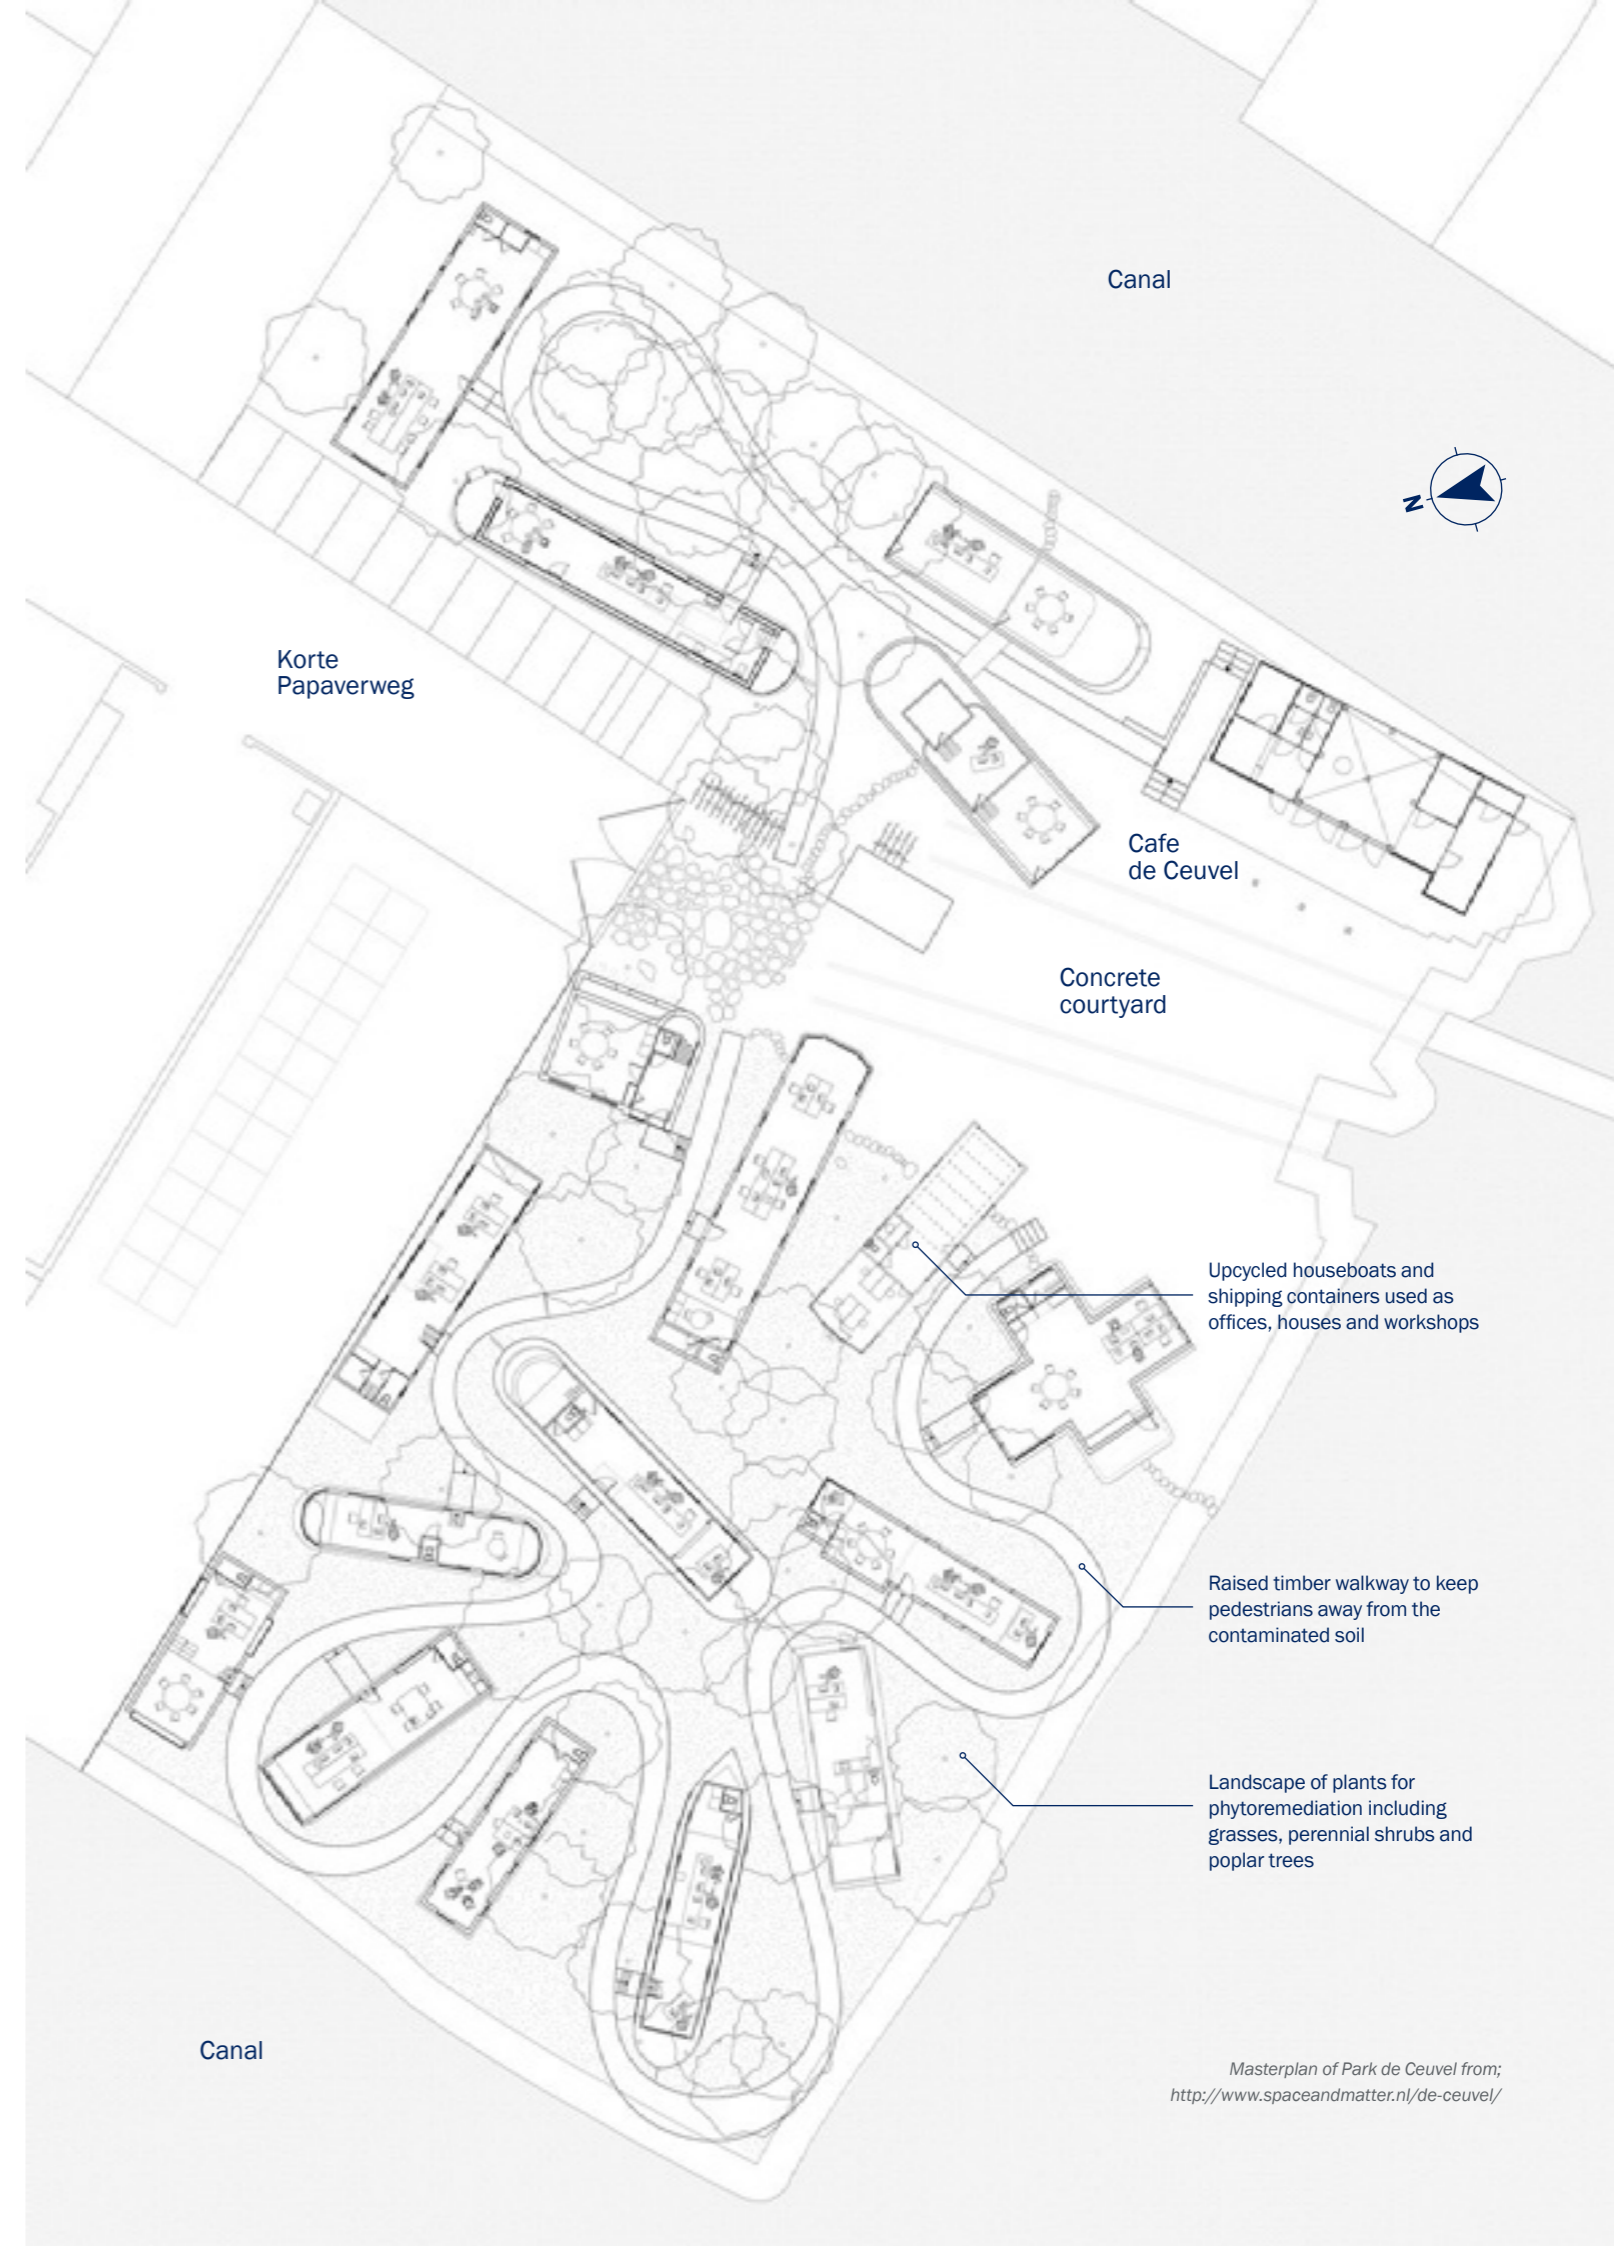 Canal
N
Korte
Papaverweg
Cafe
de Ceuvel
Concrete
courtyard
Upcycled houseboats and
shipping containers used as
offices, houses and workshops
Raised timber walkway to keep
pedestrians away from the
contaminated soil
Landscape of plants for
phytoremediation including
grasses, perennial shrubs and
poplar trees
Canal
Masterplan of Park de Ceuvel from;
http://www.spaceandmatter.nl/de-ceuvel/